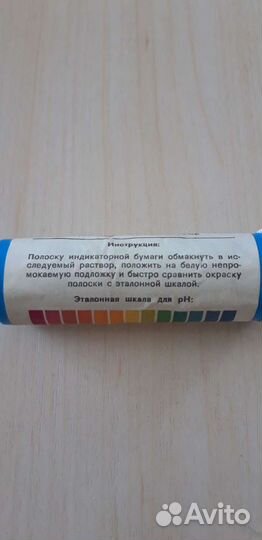 Инструкция:
Полоску индикаторной бумаги обмакнуть в ис-
следуемый раствор, положить на белую непро-
мокаемую подложку и быстро сравнить окраску
полоски с эталонной шкалой.
Эталонная шкала для рН:
Avito